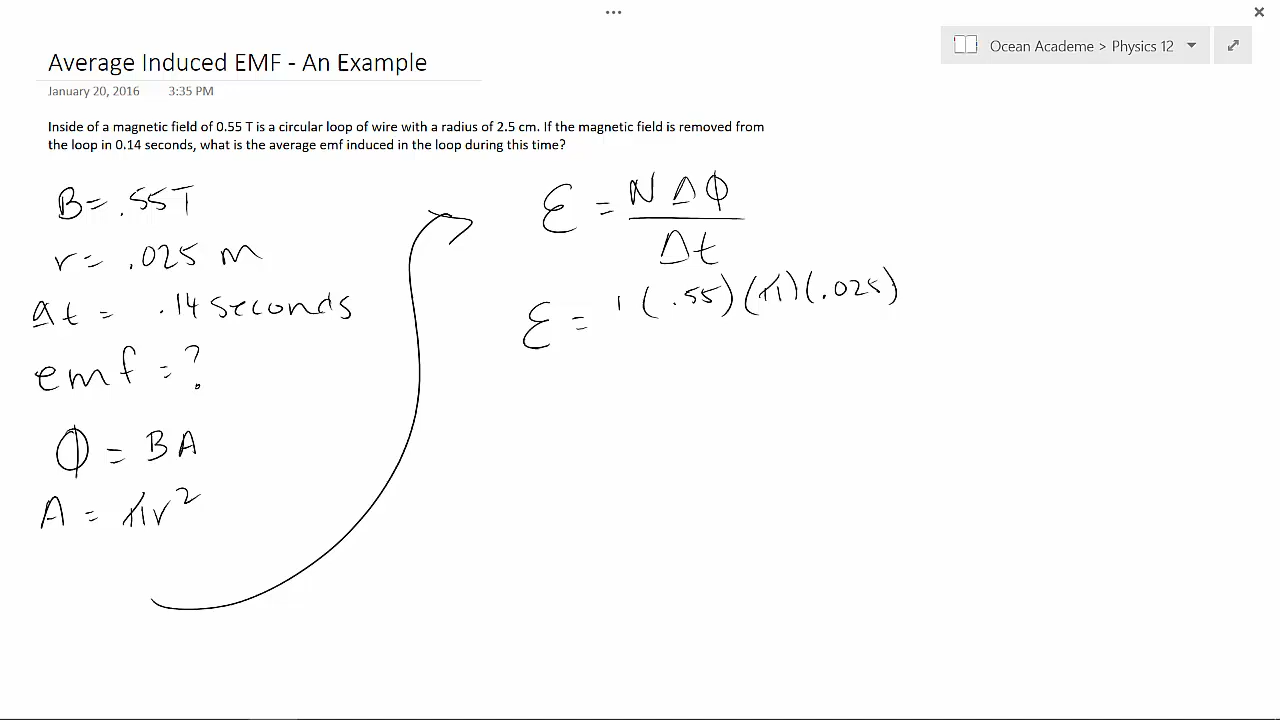 ...
Ocean Academe > Physics 12
Average Induced EMF - An Example
January 20, 2016 3:35 PM
Inside of a magnetic field of 0.55 T is a circular loop of wire with a radius of 2.5 cm. If the magnetic field is removed from
the loop in 0.14 seconds, what is the average emf induced in the loop during this time?
B = .55T
r = .025 m
Δt = .14 seconds
emf = ?
Φ = BA
A = πr²
ℰ = NΔΦ
Δt
ℰ = 1 (.55)(π)(.025)